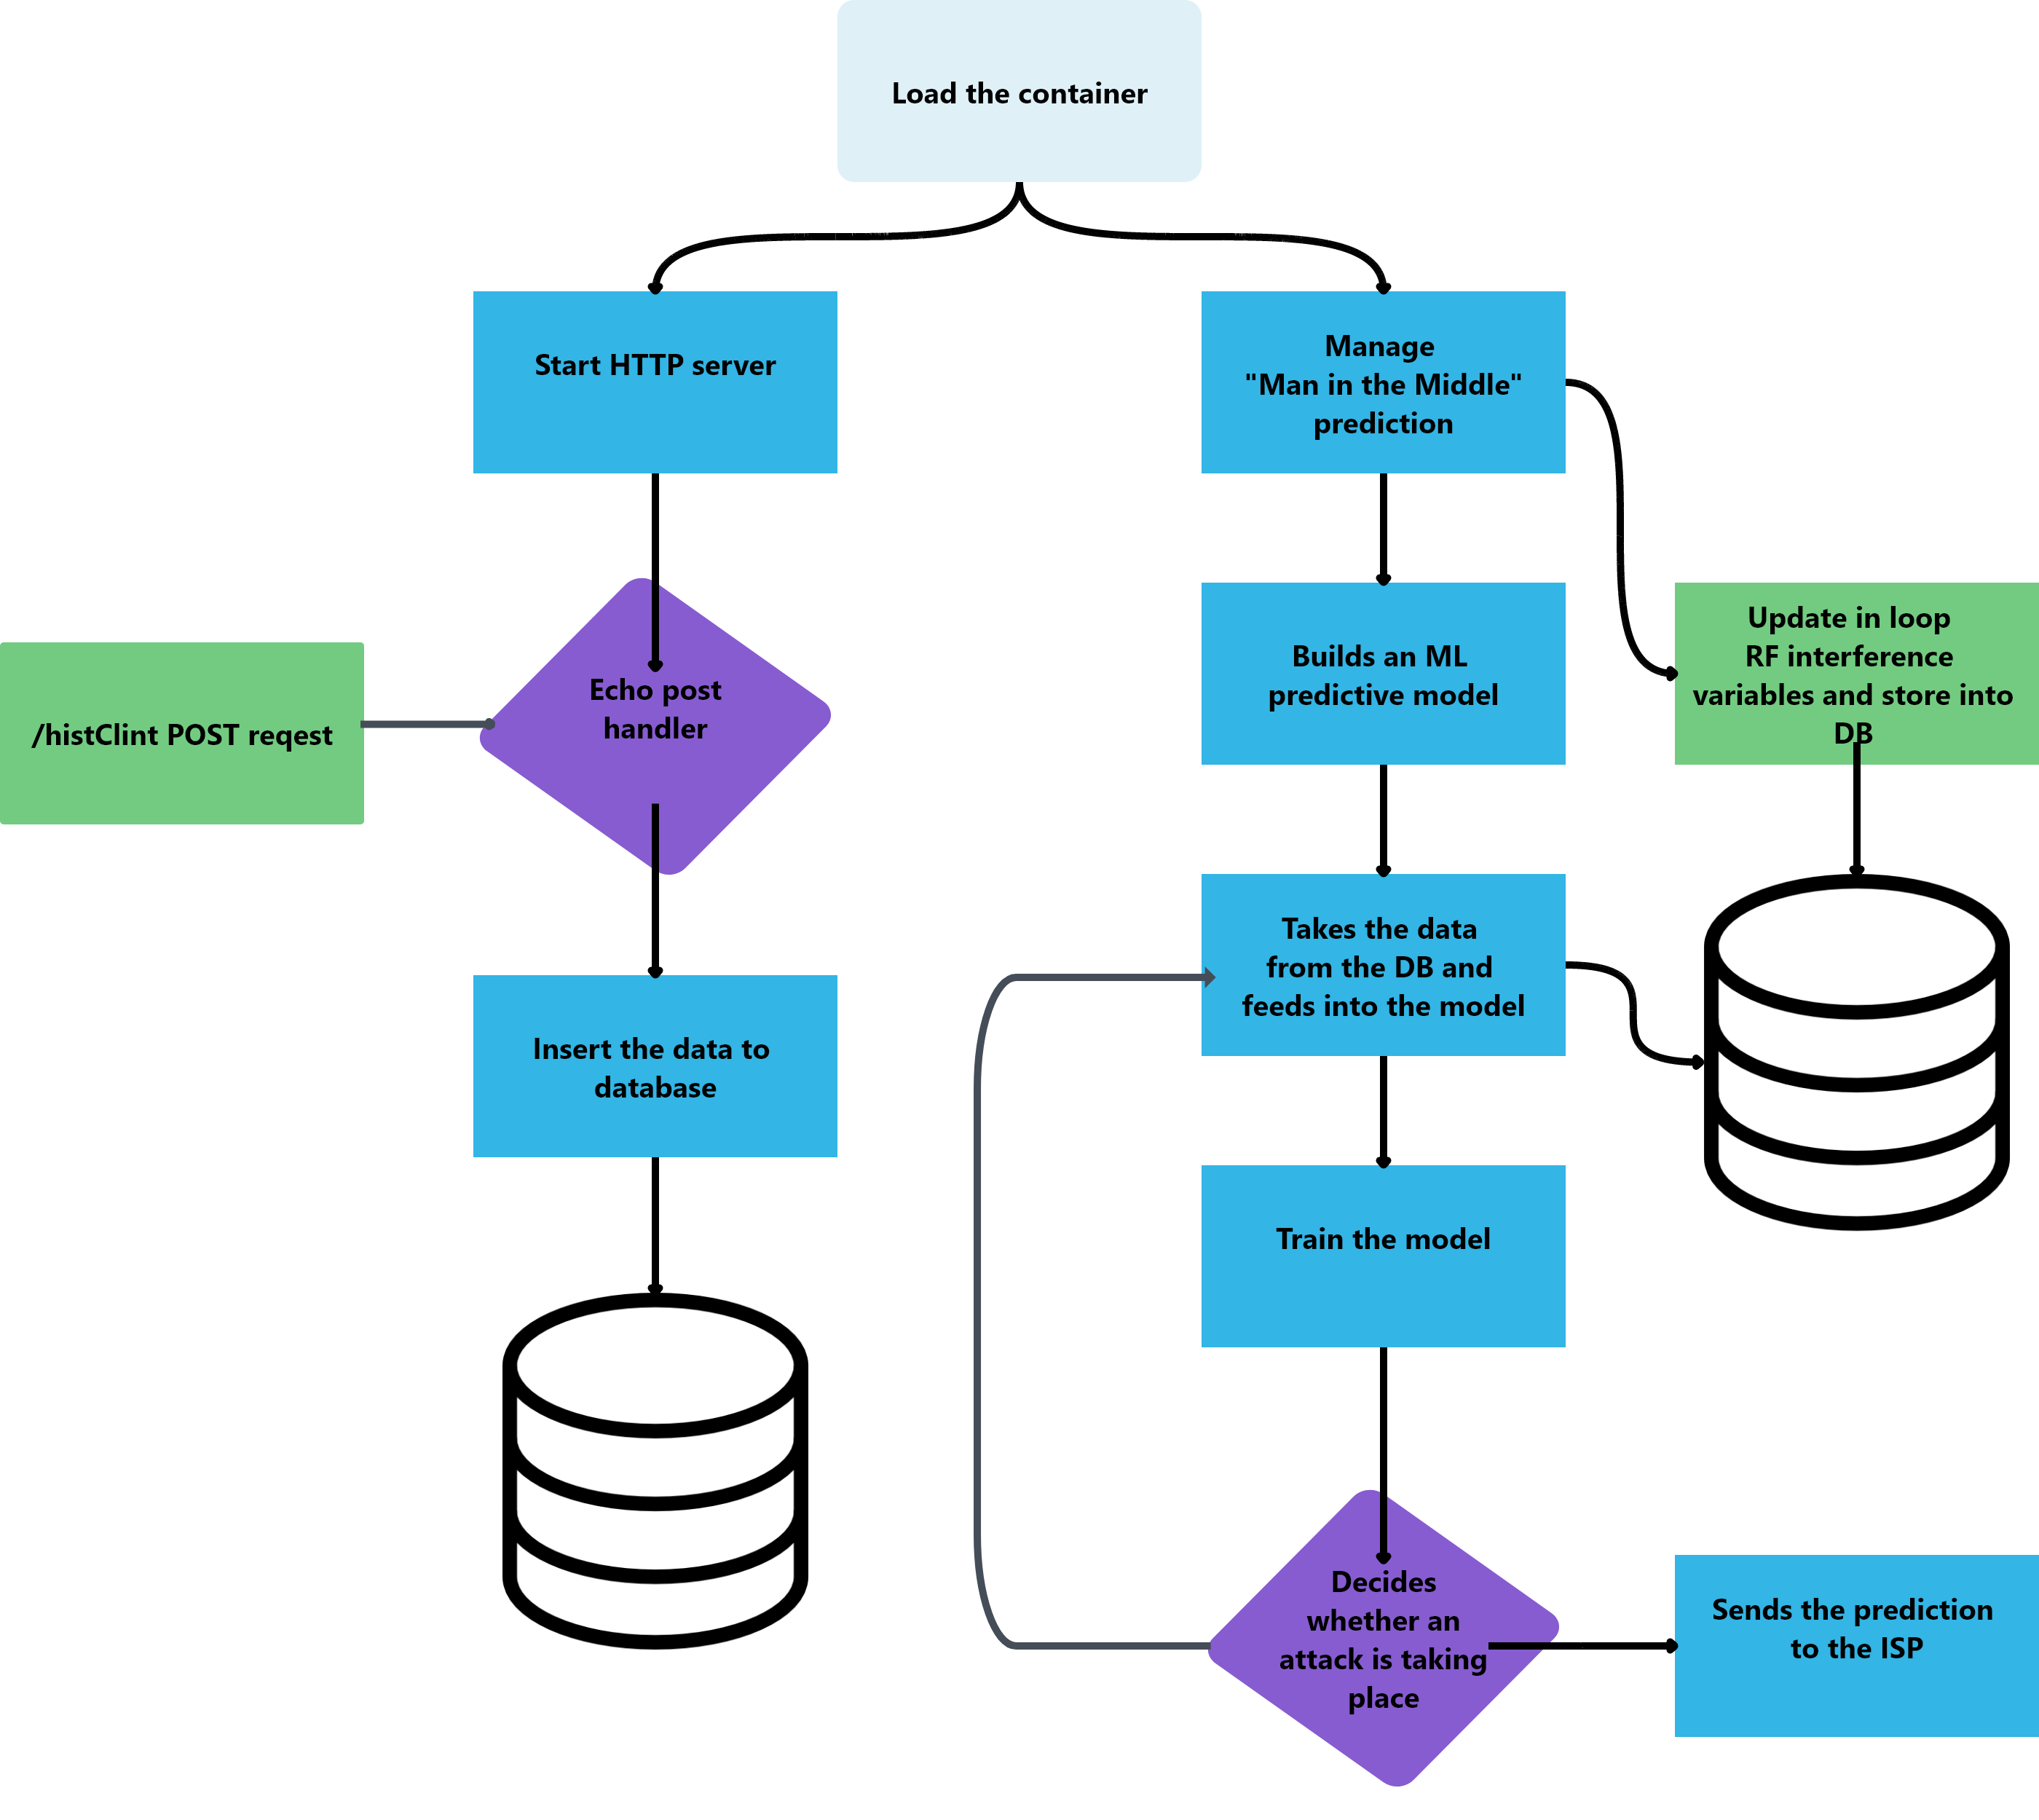 Load the container
Start HTTP server
Manage
"Man in the Middle"
prediction
/histClint POST reqest
Echo post
handler
Builds an ML
predictive model
Update in loop
RF interference
variables and store into
DB
Insert the data to
database
Takes the data
from the DB and
feeds into the model
Train the model
Decides
whether an
attack is taking
place
Sends the prediction
to the ISP